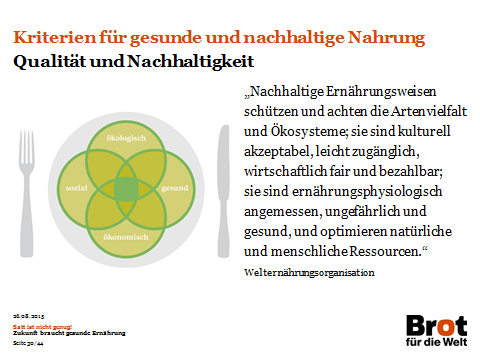 Kriterien für gesunde und nachhaltige Nahrung
Qualität und Nachhaltigkeit
ökologisch
sozial
gesund
ökonomisch
„Nachhaltige Ernährungsweisen
schützen und achten die Artenvielfalt
und Ökosysteme; sie sind kulturell
akzeptabel, leicht zugänglich,
wirtschaftlich fair und bezahlbar;
sie sind ernährungsphysiologisch
angemessen, ungefährlich und
gesund, und optimieren natürliche
und menschliche Ressourcen.“
Welternährungsorganisation
26.08.2015
Satt ist nicht genug!
Zukunft braucht gesunde Ernährung
Seite 30/44
Brot
für die Welt